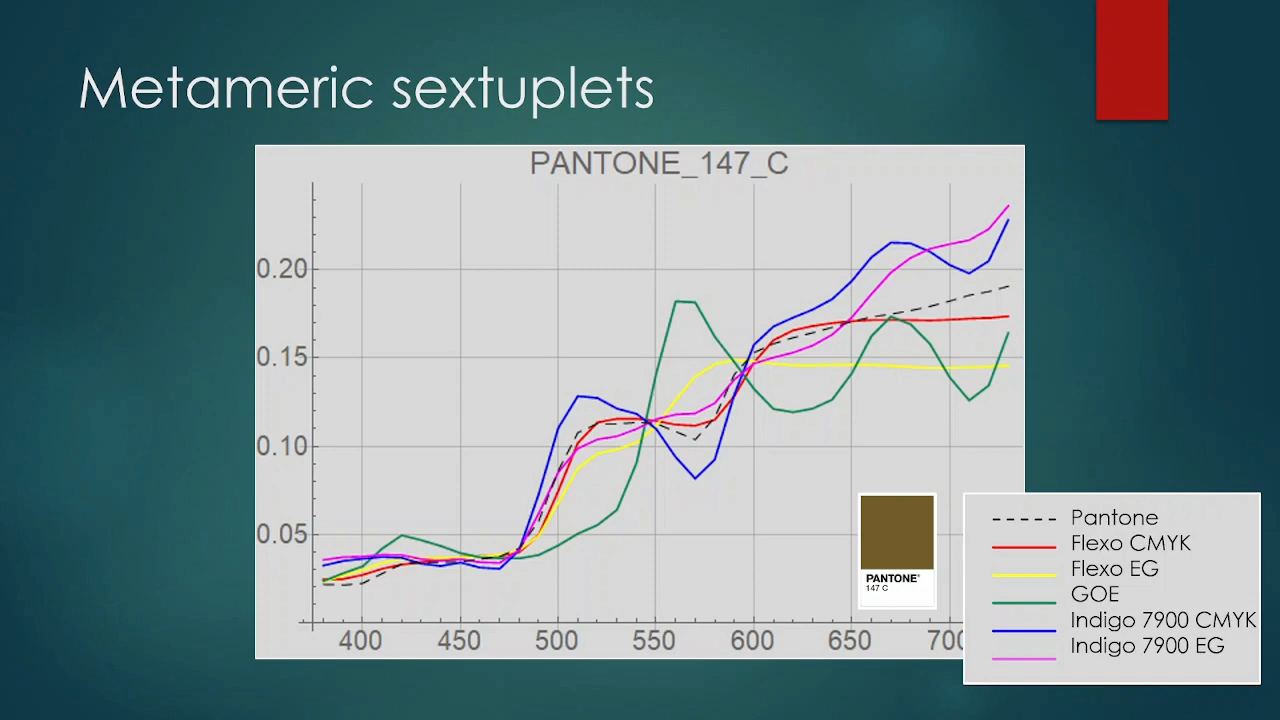 Metameric sextuplets
PANTONE_147_C
0.20
0.15
0.10
0.05
400 450 500 550 600 650 700
PANTONE®
147 C
Pantone
Flexo CMYK
Flexo EG
GOE
Indigo 7900 CMYK
Indigo 7900 EG